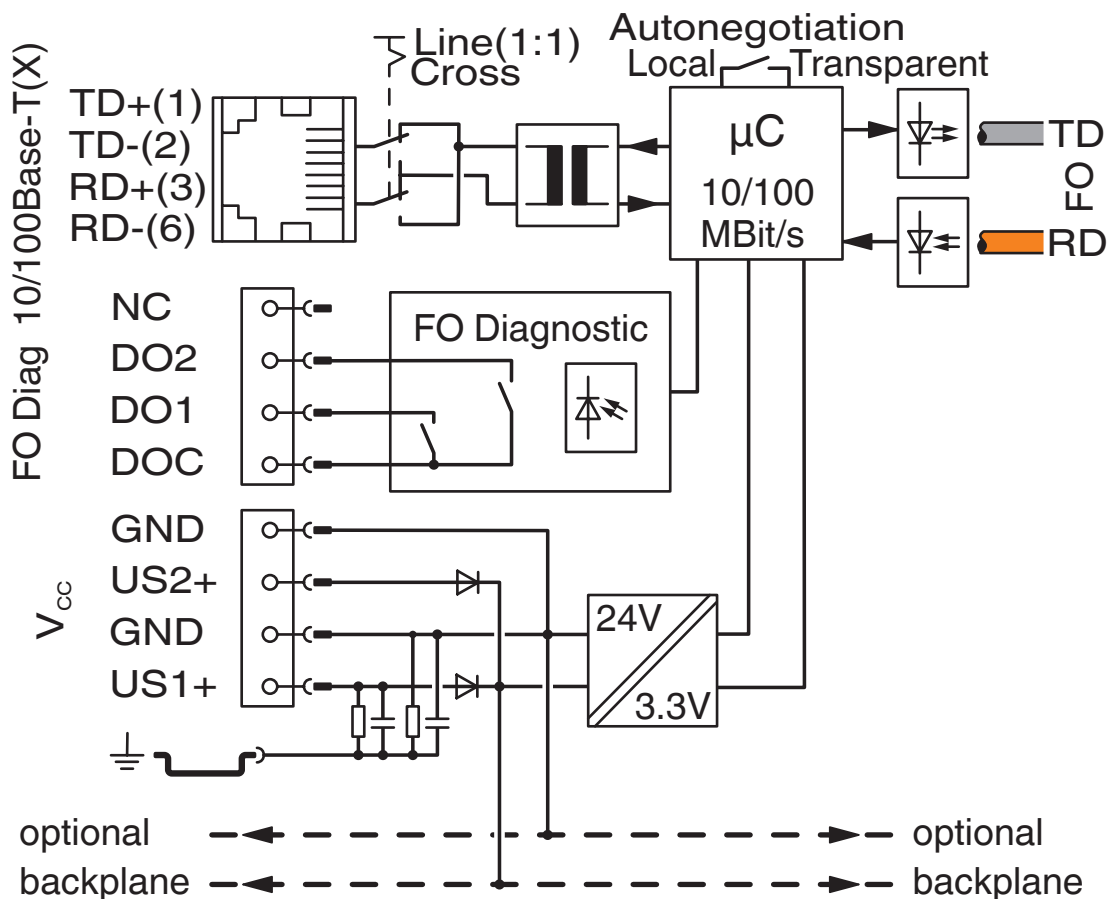 FO Diag 10/100Base-T(X)
Line(1:1)
Cross
Autonegotiation
Local
Transparent
TD+(1)
TD-(2)
RD+(3)
RD-(6)
µC
10/100
MBit/s
TD
FO
RD
NC
DO2
DO1
DOC
FO Diagnostic
VCC
GND
US2+
GND
US1+
24V
3.3V
optional
optional
backplane
backplane